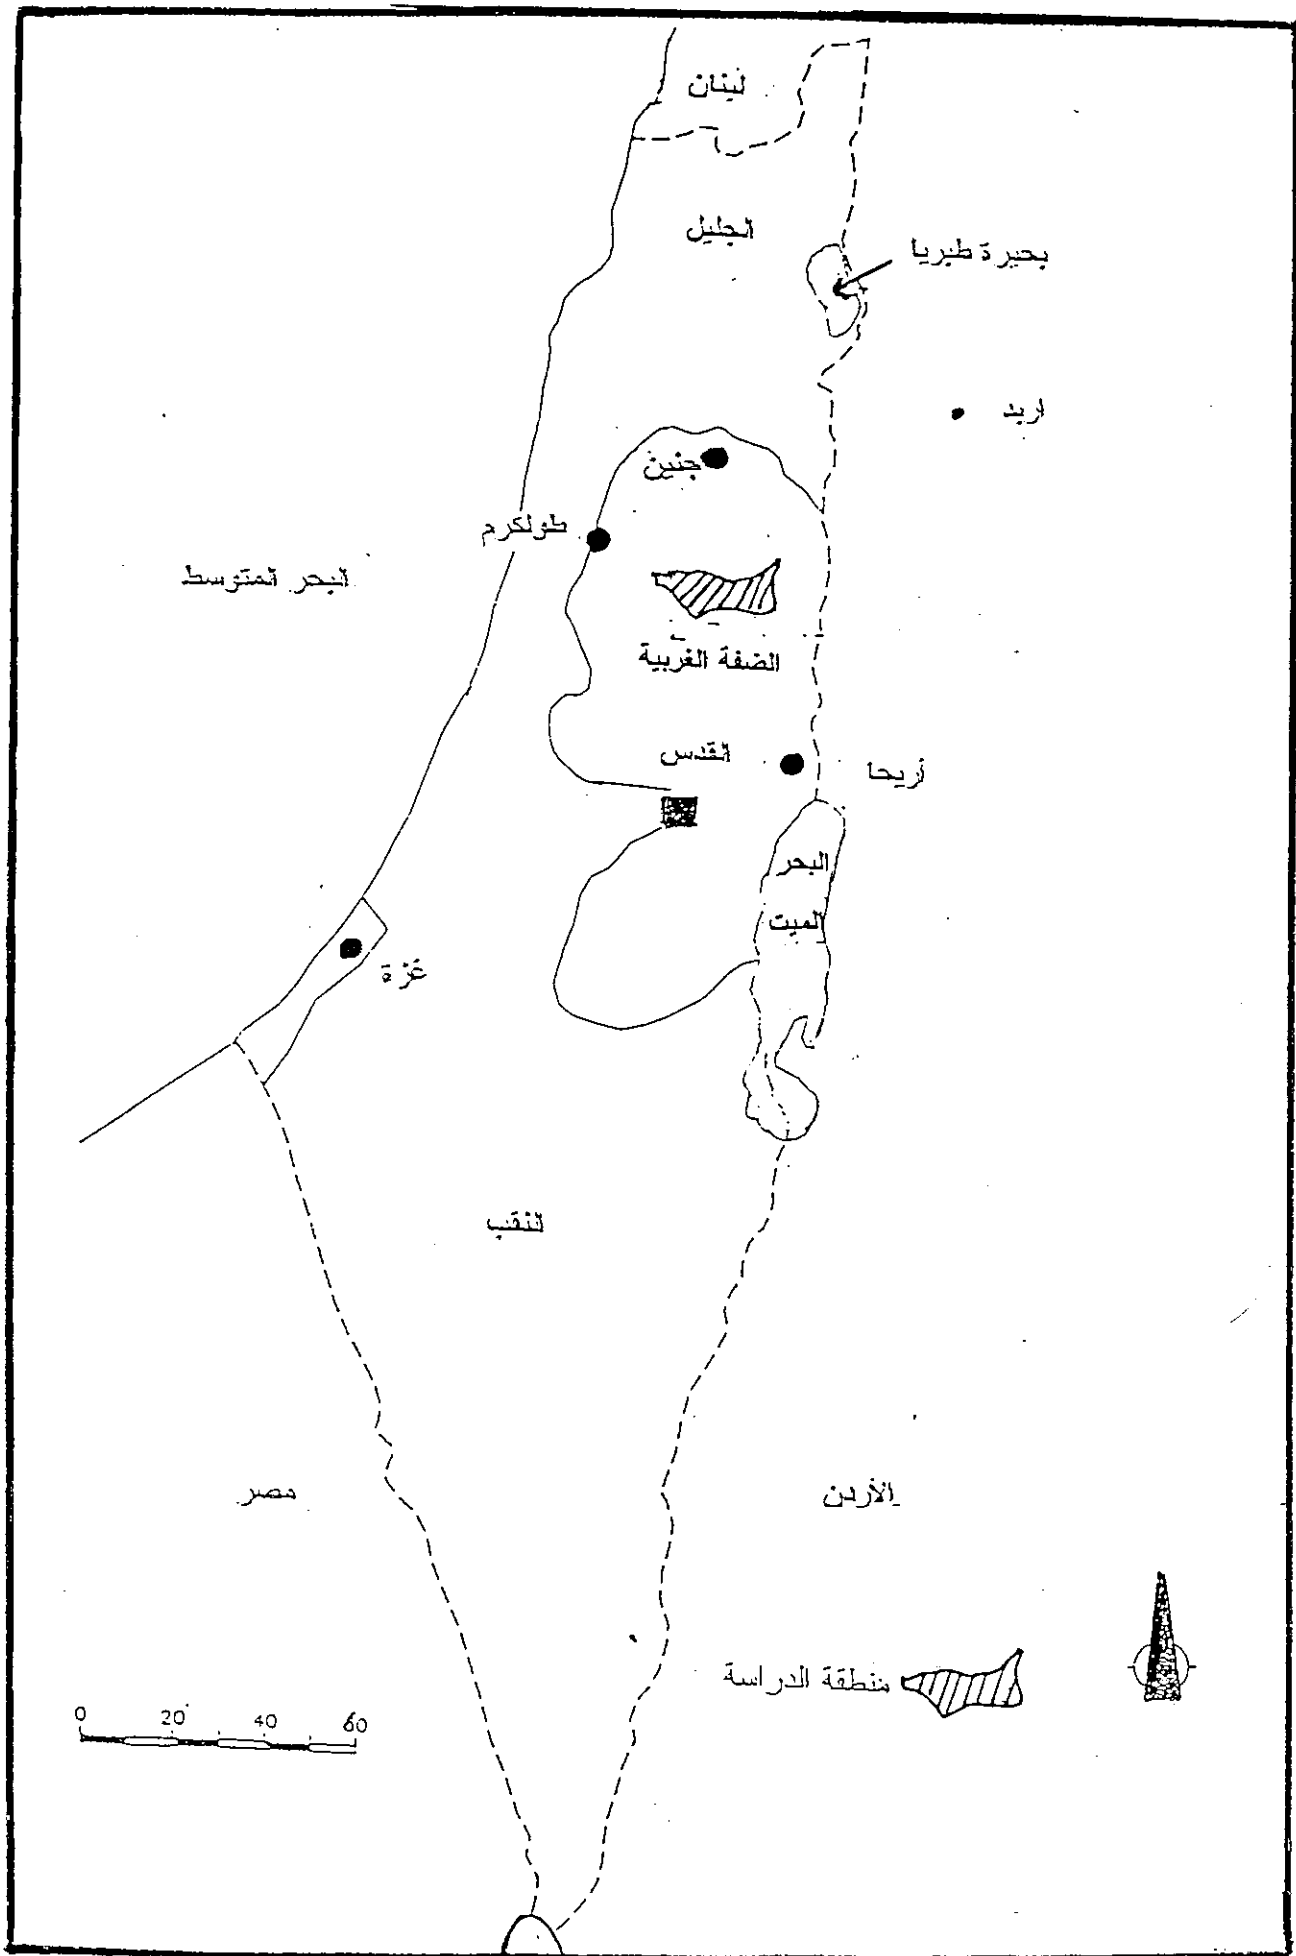 لبنان
الجليل
بحيرة طبريا
اربد
جنين
طولكرم
البحر المتوسط
الضفة الغربية
القدس
أريحا
البحر
الميت
غزة
النقب
مصر
الأردن
منطقة الدراسة
0 20 40 60